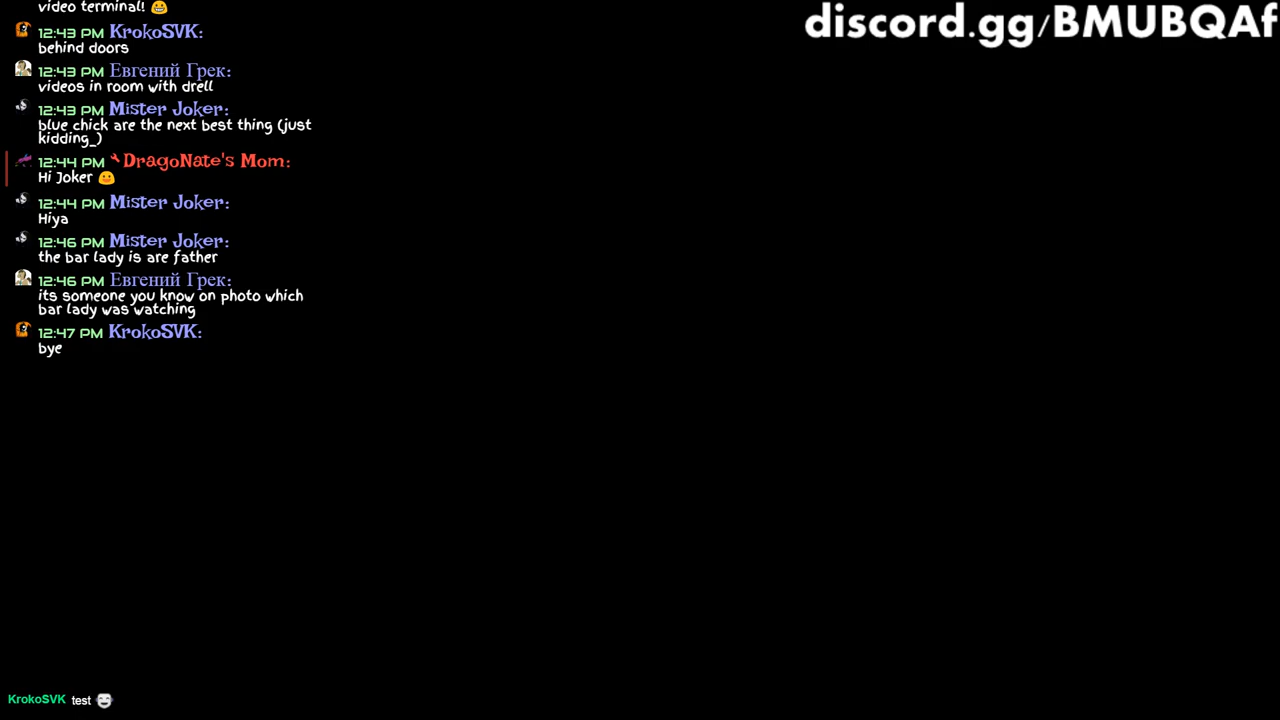 video terminal! 😀
discord.gg/BMUBQAf
12:43 PM KrokoSVK:
behind doors
12:43 PM Евгений Грек:
videos in room with drell
12:43 PM Mister Joker:
blue chick are the next best thing (just
kidding_)
12:44 PM DragoNate's Mom:
Hi Joker 😃
12:44 PM Mister Joker:
Hiya
12:46 PM Mister Joker:
the bar lady is are father
12:46 PM Евгений Грек:
its someone you know on photo which
bar lady was watching
12:47 PM KrokoSVK:
bye
KrokoSVK test